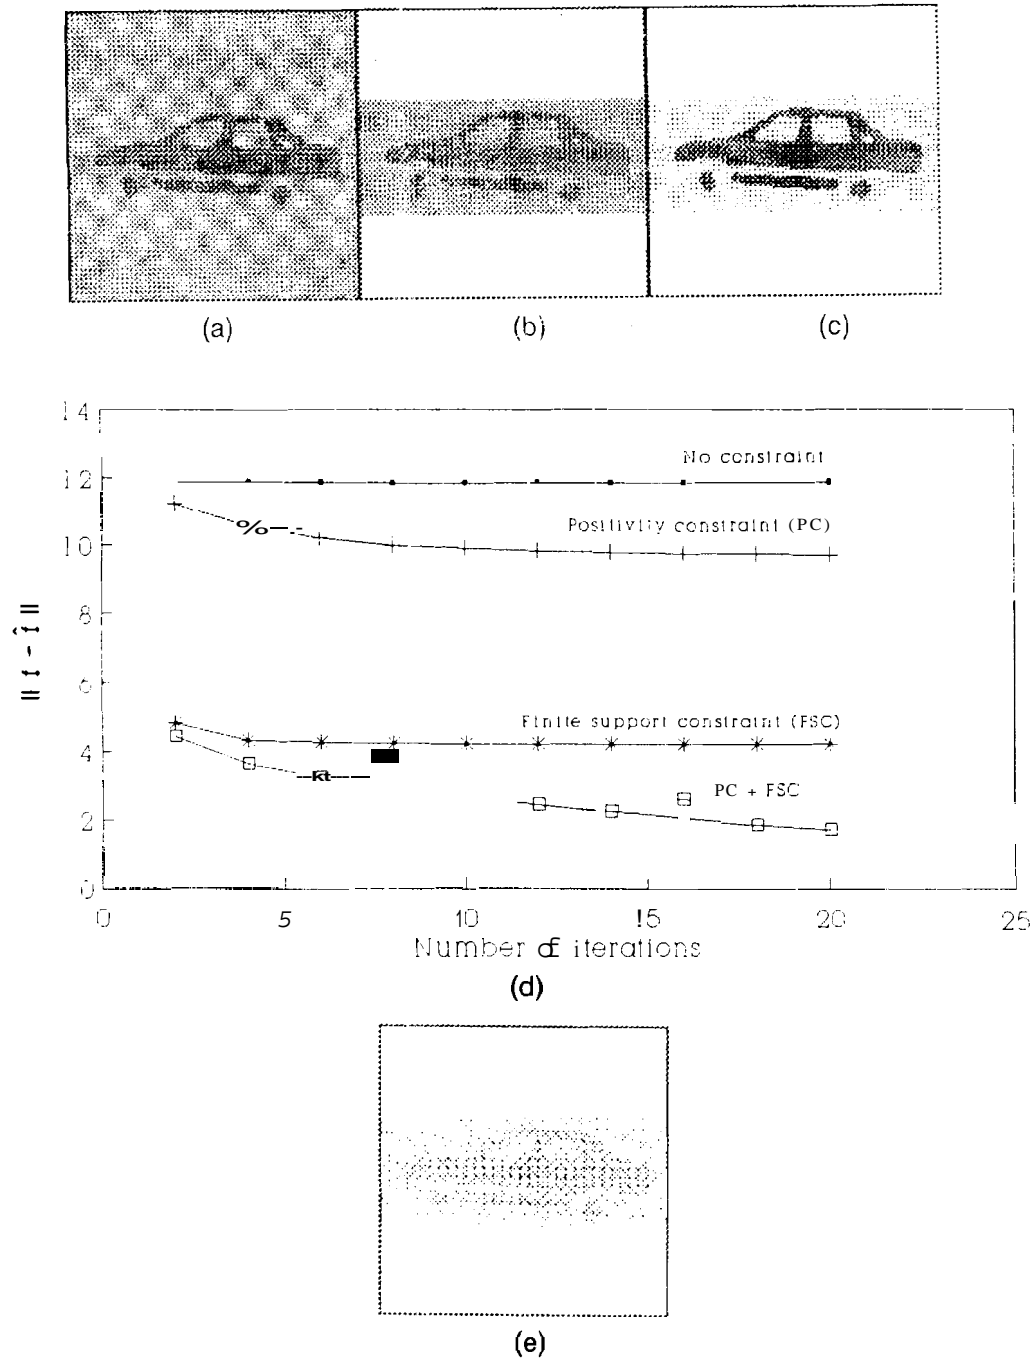 (a) (b) (c)
14
12
10
8
6
4
2
0
No constraint
%
Positivity constraint (PC)
Finite support constraint (FSC)
Kt
PC + FSC
|| f - f̂ ||
0 5 10 15 20 25
Number of iterations
(d)
(e)